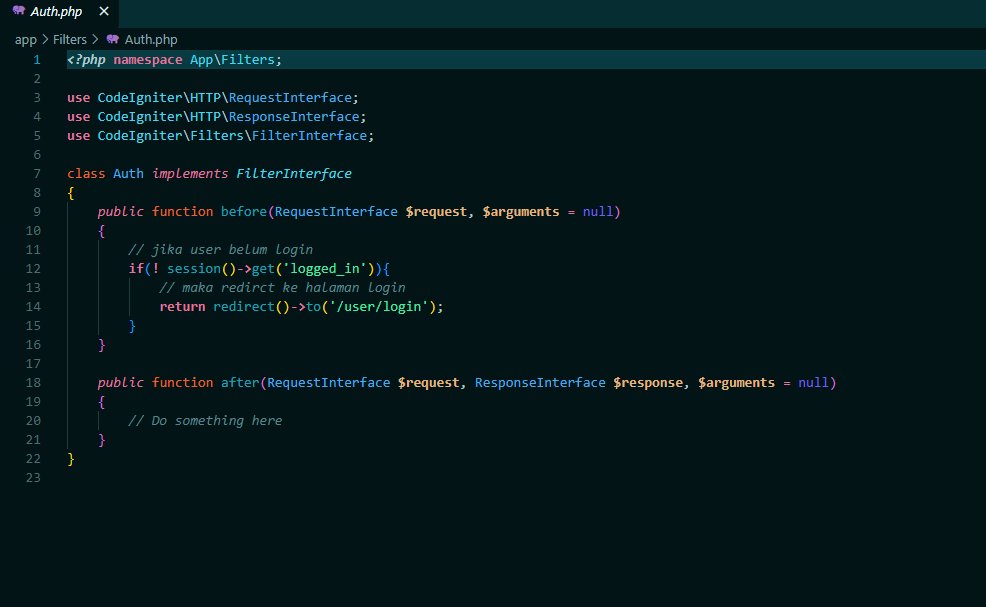 Auth.php
app > Filters > Auth.php
1 <?php namespace App\Filters;
2
3 use CodeIgniter\HTTP\RequestInterface;
4 use CodeIgniter\HTTP\ResponseInterface;
5 use CodeIgniter\Filters\FilterInterface;
6
7 class Auth implements FilterInterface
8 {
9     public function before(RequestInterface $request, $arguments = null)
10     {
11         // jika user belum login
12         if(! session()->get('logged_in')){
13             // maka redirct ke halaman login
14             return redirect()->to('/user/login');
15         }
16     }
17
18     public function after(RequestInterface $request, ResponseInterface $response, $arguments = null)
19     {
20         // Do something here
21     }
22 }
23